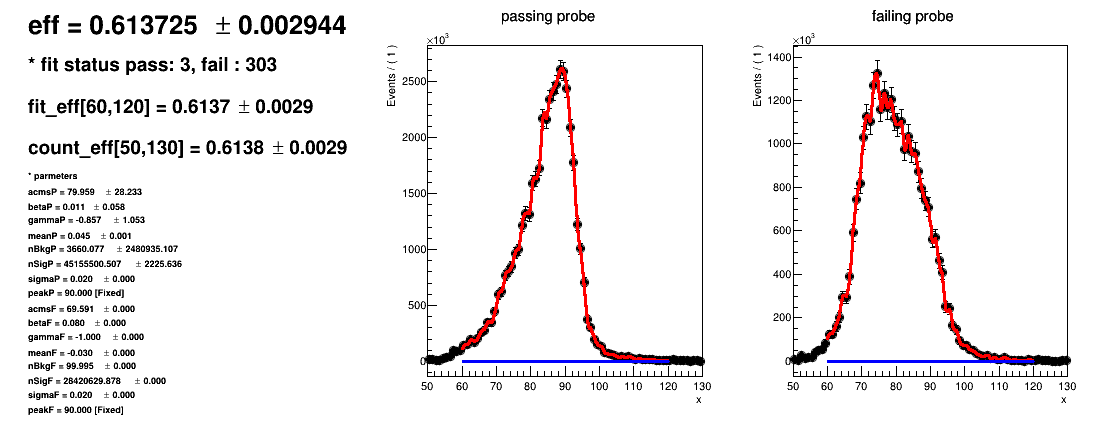 eff = 0.613725 ± 0.002944
* fit status pass: 3, fail : 303
fit_eff[60,120] = 0.6137 ± 0.0029
count_eff[50,130] = 0.6138 ± 0.0029
* parmeters
acmsP = 79.959 ± 28.233
betaP = 0.011 ± 0.058
gammaP = -0.857 ± 1.053
meanP = 0.045 ± 0.001
nBkgP = 3660.077 ± 2480935.107
nSigP = 45155500.507 ± 2225.636
sigmaP = 0.020 ± 0.000
peakP = 90.000 [Fixed]
acmsF = 69.591 ± 0.000
betaF = 0.080 ± 0.000
gammaF = -1.000 ± 0.000
meanF = -0.030 ± 0.000
nBkgF = 99.995 ± 0.000
nSigF = 28420629.878 ± 0.000
sigmaF = 0.020 ± 0.000
peakF = 90.000 [Fixed]
passing probe
×10³
Events / ( 1 )
2500
2000
1500
1000
500
0
50 60 70 80 90 100 110 120 130
x
failing probe
×10³
Events / ( 1 )
1400
1200
1000
800
600
400
200
0
50 60 70 80 90 100 110 120 130
x